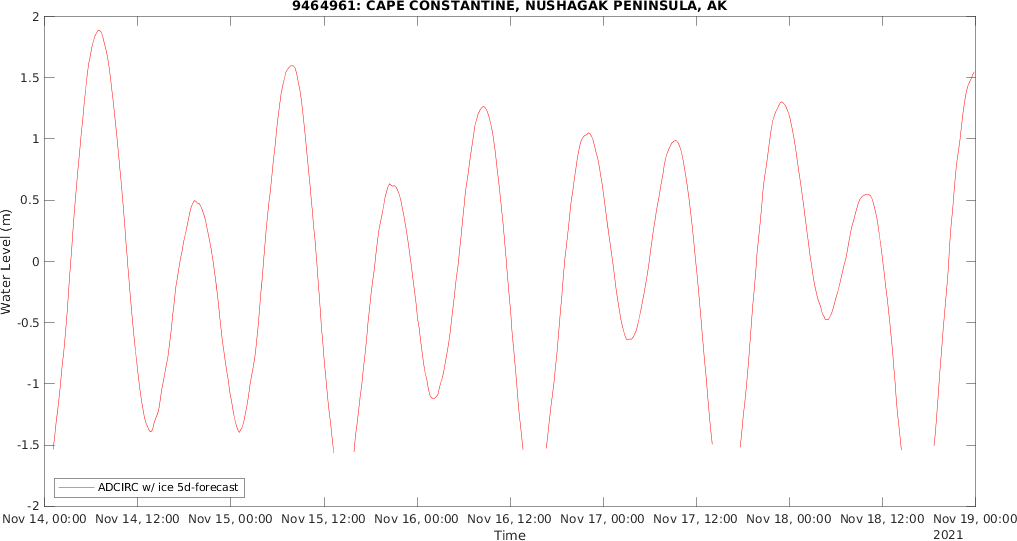 9464961: CAPE CONSTANTINE, NUSHAGAK PENINSULA, AK
2
1.5
1
0.5
0
-0.5
-1
-1.5
-2
Water Level (m)
ADCIRC w/ ice 5d-forecast
Nov 14, 00:00 Nov 14, 12:00 Nov 15, 00:00 Nov 15, 12:00 Nov 16, 00:00 Nov 16, 12:00 Nov 17, 00:00 Nov 17, 12:00 Nov 18, 00:00 Nov 18, 12:00 Nov 19, 00:00
Time
2021